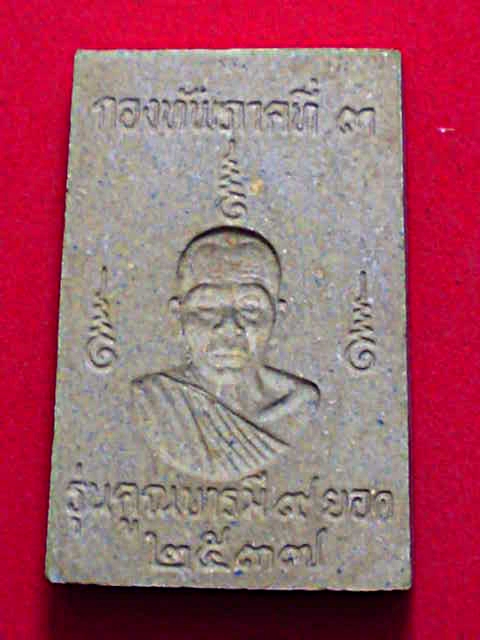 กองทัพภาคที่ ๓
รุ่นคูณบารมี ๙ ยอด
๒๕๓๗